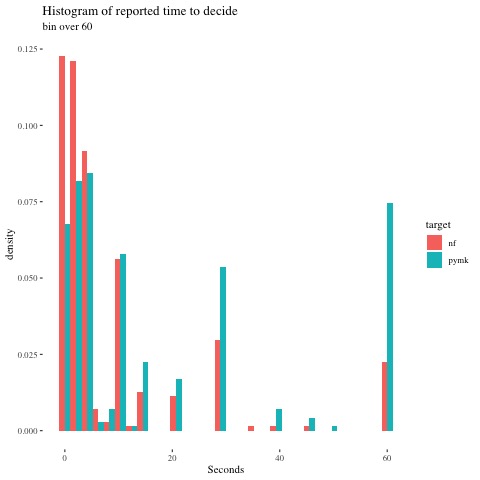 Histogram of reported time to decide
bin over 60
0.125
0.100
0.075
0.050
0.025
0.000
density
0
20
40
60
Seconds
target
nf
pymk